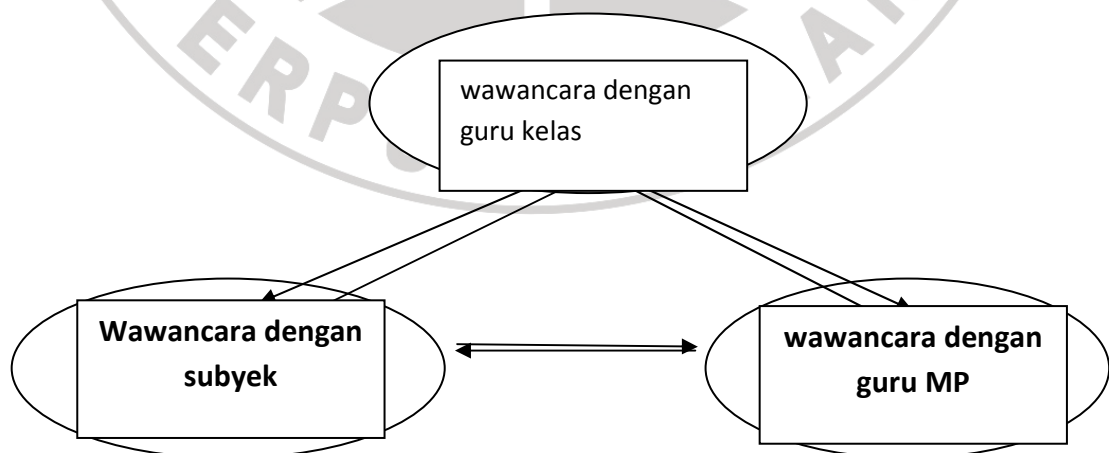 wawancara dengan
guru kelas
Wawancara dengan
subyek
wawancara dengan
guru MP